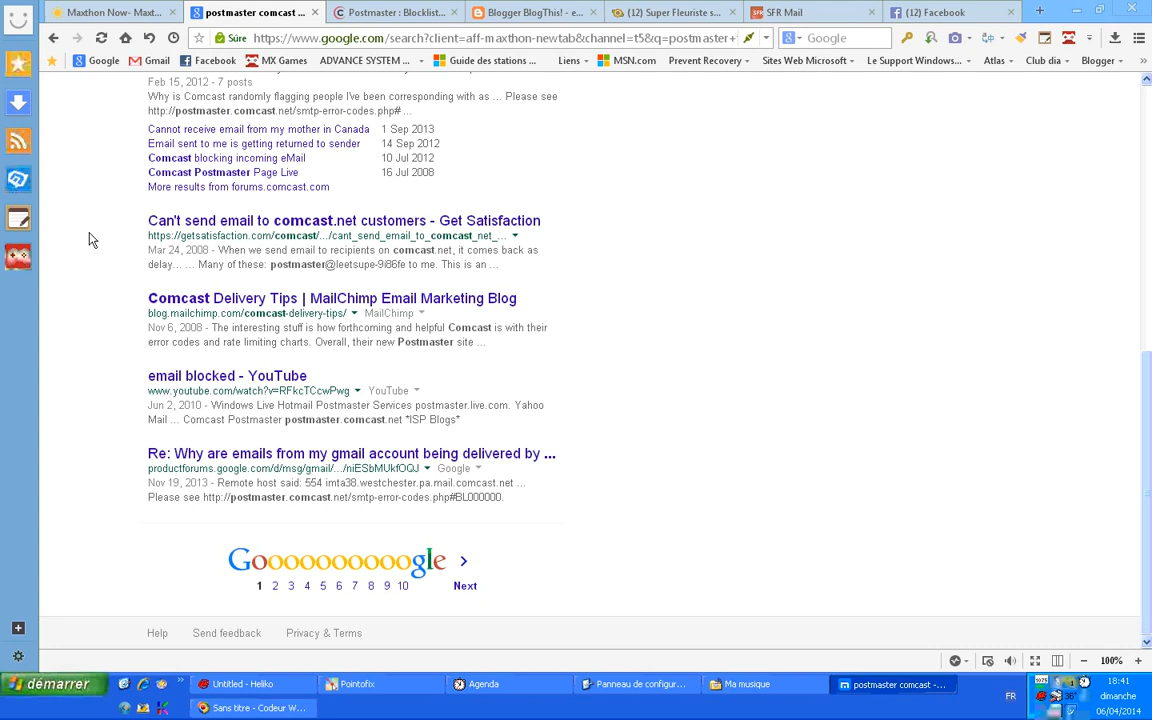 Maxthon Now- Maxt... × postmaster comcast ... × Postmaster : Blocklist... × Blogger BlogThis! - e... × (12) Super Fleuriste s... × SFR Mail × (12) Facebook ×
Sûre https://www.google.com/search?client=aff-maxthon-newtab&channel=t5&q=postmaster+ Google
Google Gmail Facebook MX Games ADVANCE SYSTEM ... Guide des stations ... Liens MSN.com Prevent Recovery Sites Web Microsoft Le Support Windows... Atlas Club dia Blogger
Feb 15, 2012 - 7 posts
Why is Comcast randomly flagging people I've been corresponding with as ... Please see
http://postmaster.comcast.net/smtp-error-codes.php# ...
Cannot receive email from my mother in Canada 1 Sep 2013
Email sent to me is getting returned to sender 14 Sep 2012
Comcast blocking incoming eMail 10 Jul 2012
Comcast Postmaster Page Live 16 Jul 2008
More results from forums.comcast.com
Can't send email to comcast.net customers - Get Satisfaction
https://getsatisfaction.com/comcast/.../cant_send_email_to_comcast_net_...
Mar 24, 2008 - When we send email to recipients on comcast.net, it comes back as
delay... ... Many of these: postmaster@leetsupe-9i86fe to me. This is an ...
Comcast Delivery Tips | MailChimp Email Marketing Blog
blog.mailchimp.com/comcast-delivery-tips/ MailChimp
Nov 6, 2008 - The interesting stuff is how forthcoming and helpful Comcast is with their
error codes and rate limiting charts. Overall, their new Postmaster site ...
email blocked - YouTube
www.youtube.com/watch?v=RFkcTCcwPwg YouTube
Jun 2, 2010 - Windows Live Hotmail Postmaster Services postmaster.live.com. Yahoo
Mail ... Comcast Postmaster postmaster.comcast.net *ISP Blogs*
Re: Why are emails from my gmail account being delivered by ...
productforums.google.com/d/msg/gmail/.../niESbMUkfOQJ Google
Nov 19, 2013 - Remote host said: 554 imta38.westchester.pa.mail.comcast.net ...
Please see http://postmaster.comcast.net/smtp-error-codes.php#BL000000.
Goooooooooogle >
1 2 3 4 5 6 7 8 9 10 Next
Help Send feedback Privacy & Terms
100%
démarrer Untitled - Heliko Pointofix Agenda Panneau de configur... Ma musique postmaster comcast -... FR 36° 18:41
dimanche
Sans titre - Codeur W... 06/04/2014